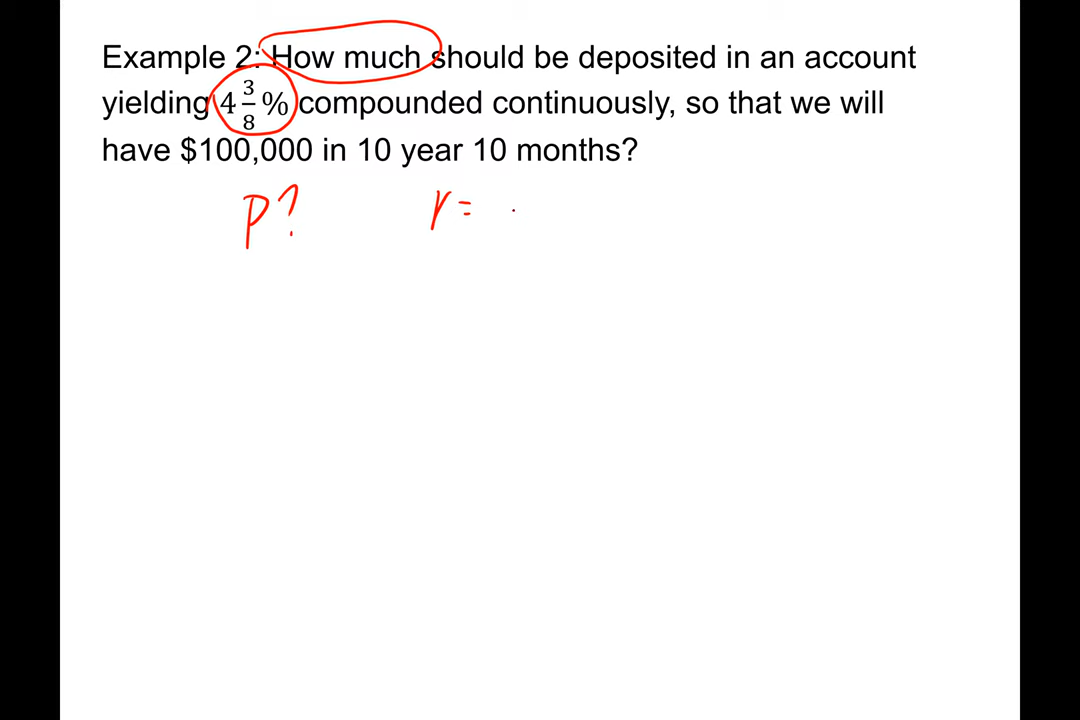 Example 2: How much should be deposited in an account
yielding 4 3/8 % compounded continuously, so that we will
have $100,000 in 10 year 10 months?
P? r = .